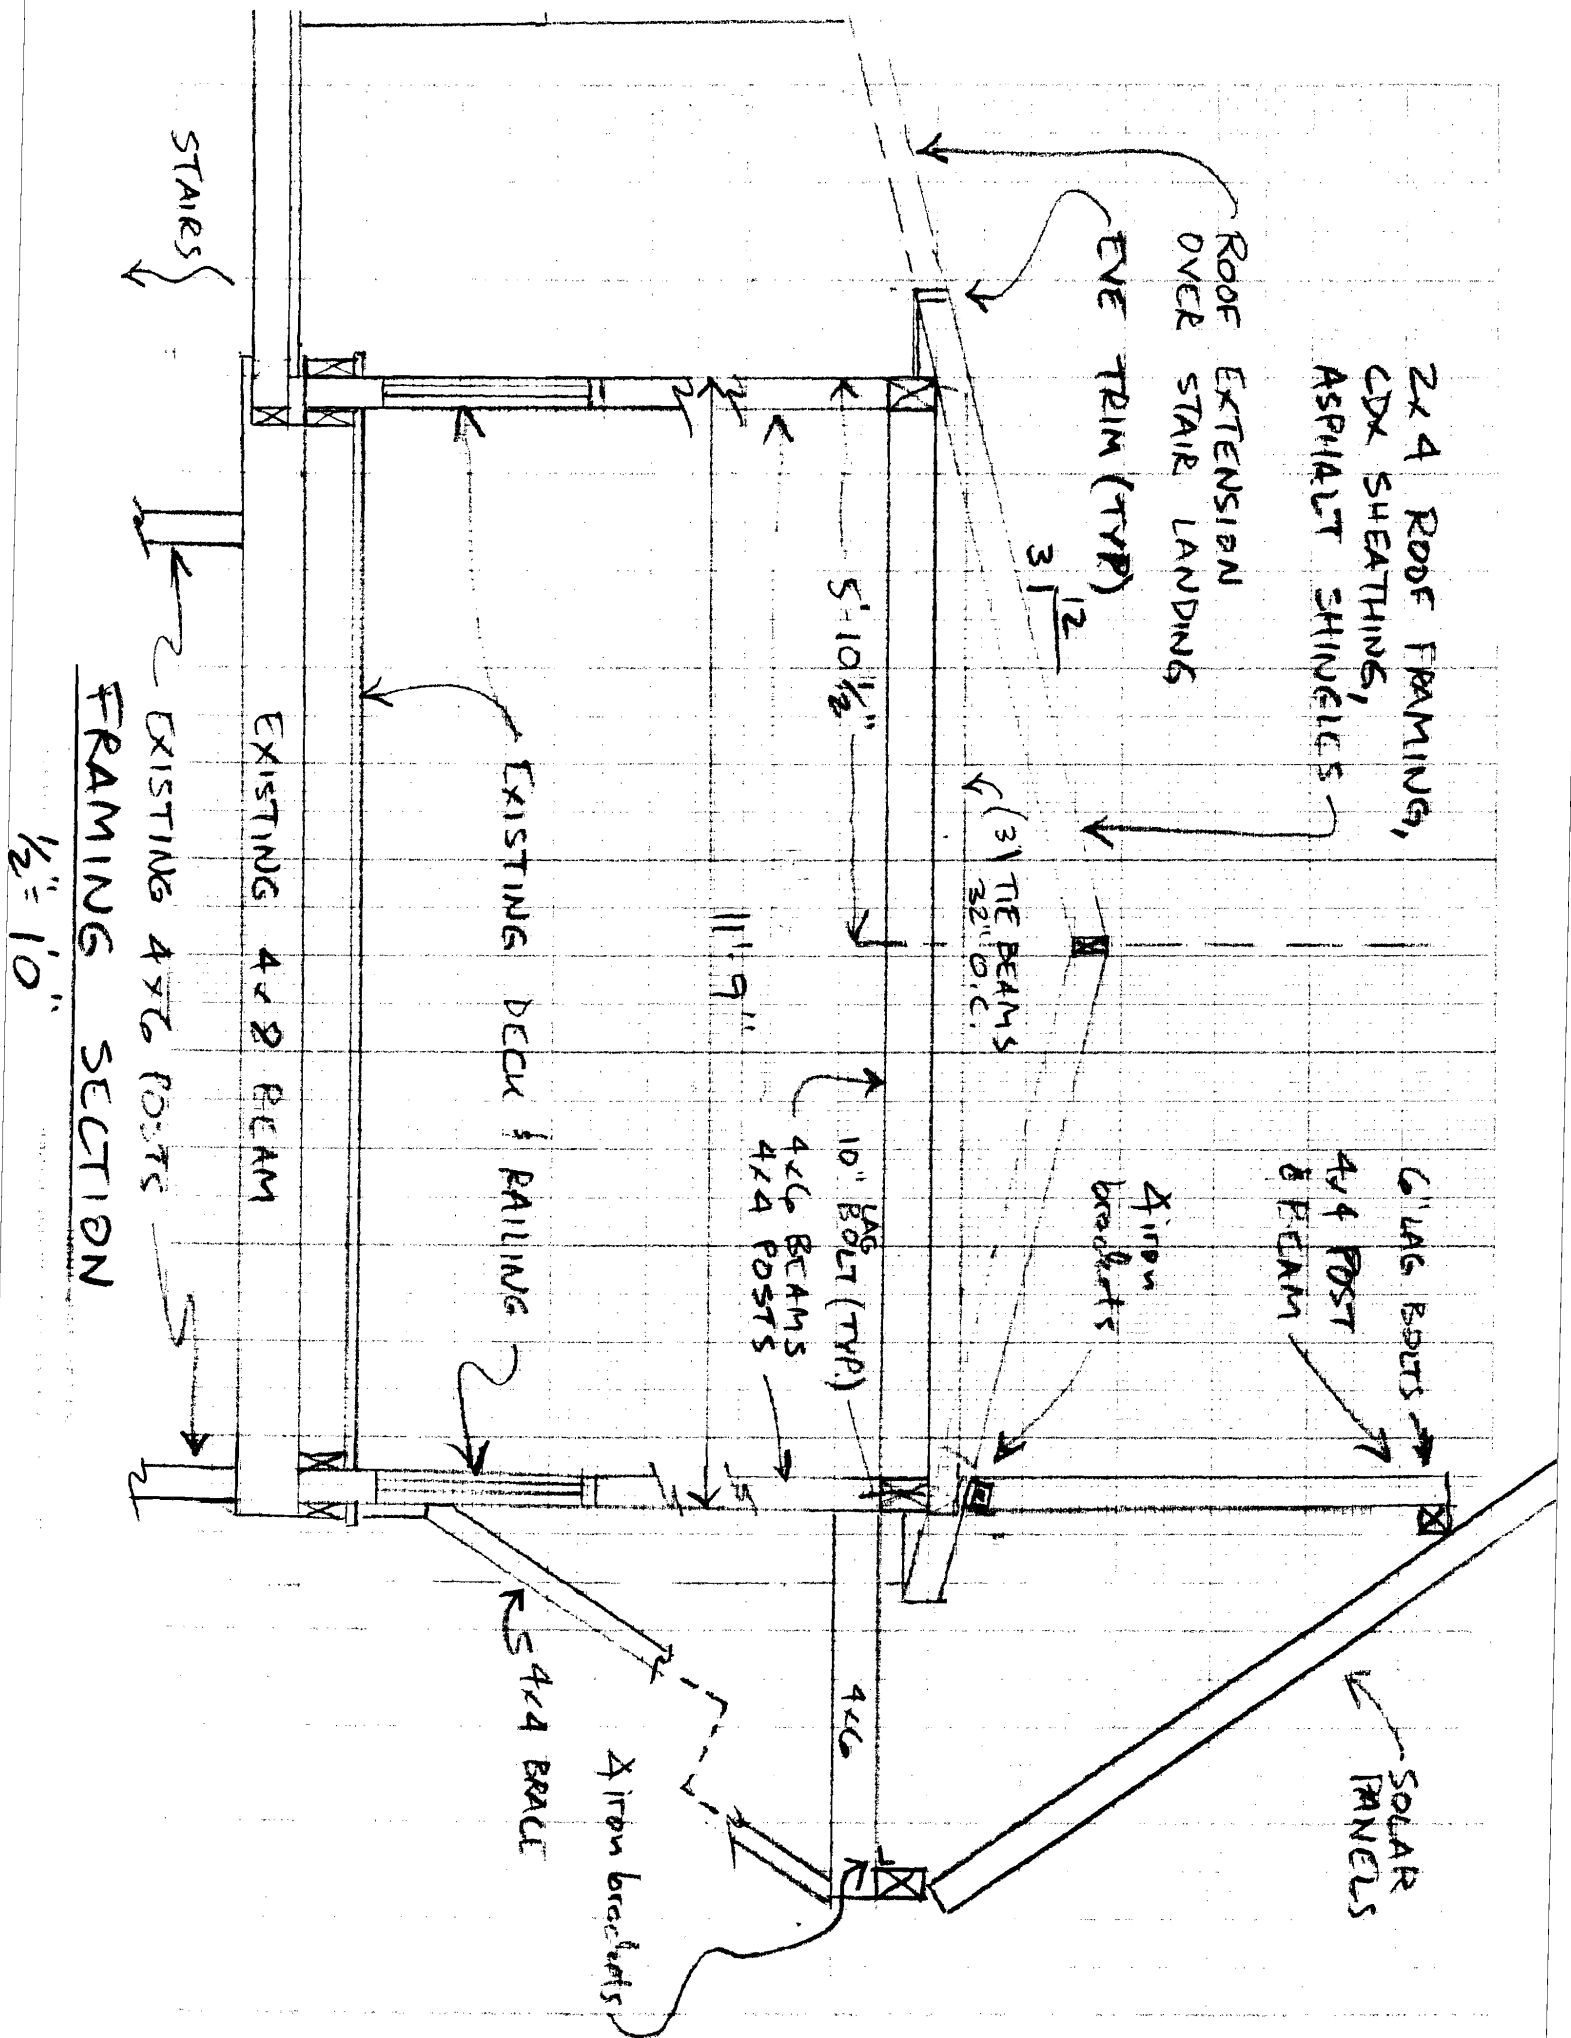 2x4 ROOF FRAMING,
CDX SHEATHING,
ASPHALT SHINGLES
ROOF EXTENSION
OVER STAIR LANDING
EVE TRIM (TYP)
12
3
(3) TIE BEAMS
32" O.C.
6" LAG BOLTS
4x4 POST
& BEAM
iron
brackets
SOLAR
PANELS
5'-10 1/2"
11'-9"
10" LAG BOLT (TYP.)
4x6 BEAMS
4x4 POSTS
4x6
EXISTING DECK & RAILING
4x4 BRACE
iron brackets
STAIRS
EXISTING 4x8 BEAM
EXISTING 4x6 POSTS
FRAMING SECTION
1/2" = 1'0"